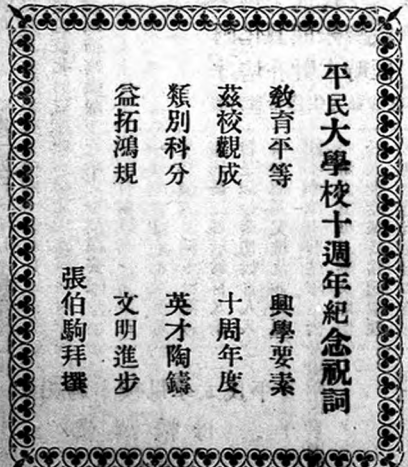 平民大學校十週年紀念祝詞
教育平等 興學要素
茲校觀成 十周年度
類別科分 英才陶鑄
益拓鴻規 文明進步
張伯駒拜撰